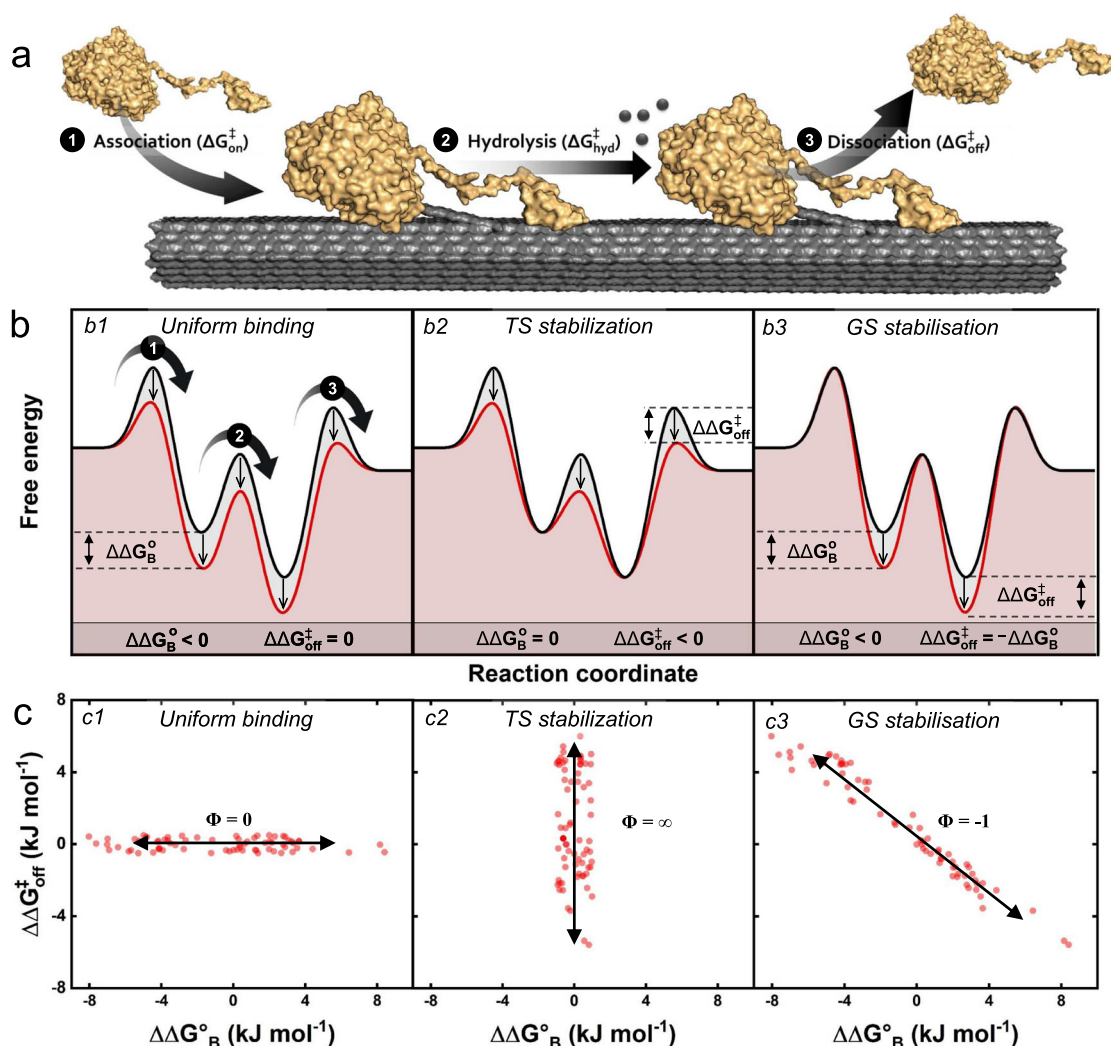 a
1 Association (ΔG‡on)
2 Hydrolysis (ΔG‡hyd)
3 Dissociation (ΔG‡off)
b
b1 Uniform binding
b2 TS stabilization
b3 GS stabilisation
Free energy
1
2
3
ΔΔG°B
ΔΔG‡off
ΔΔG°B
ΔΔG‡off
ΔΔG°B < 0 ΔΔG‡off = 0
ΔΔG°B = 0 ΔΔG‡off < 0
ΔΔG°B < 0 ΔΔG‡off = −ΔΔG°B
Reaction coordinate
c
c1 Uniform binding
c2 TS stabilization
c3 GS stabilisation
ΔΔG‡off (kJ mol-1)
8
4
0
-4
-8
Φ = 0
Φ = ∞
Φ = -1
-8 -4 0 4 8
-8 -4 0 4 8
-8 -4 0 4 8
ΔΔG°B (kJ mol-1)
ΔΔG°B (kJ mol-1)
ΔΔG°B (kJ mol-1)